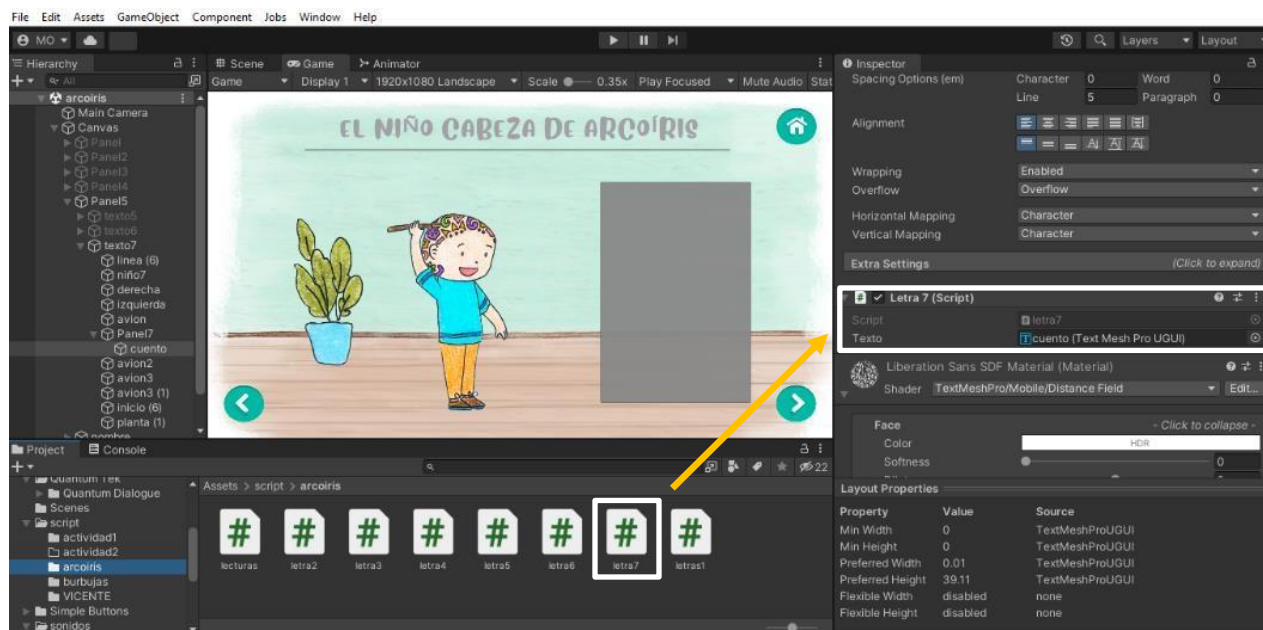 File Edit Assets GameObject Component Jobs Window Help
MO
Layers Layout
Hierarchy
Scene Game Animator
Inspector
All
Game Display 1 1920x1080 Landscape Scale 0.35x Play Focused Mute Audio Stat
arcoiris
Main Camera
Canvas
Panel
Panel2
Panel3
Panel4
Panel5
texto5
texto6
texto7
linea (6)
niño7
derecha
izquierda
avion
Panel7
cuento
avion2
avion3
avion3 (1)
inicio (6)
planta (1)
nombre
EL NIÑO CABEZA DE ARCOÍRIS
Spacing Options (em) Character 0 Word 0
Line 5 Paragraph 0
Alignment
Wrapping Enabled
Overflow Overflow
Horizontal Mapping Character
Vertical Mapping Character
Extra Settings (Click to expand)
# Letra 7 (Script)
Script letra7
Texto cuento (Text Mesh Pro UGUI)
Liberation Sans SDF Material (Material)
Shader TextMeshPro/Mobile/Distance Field Edit...
Face - Click to collapse -
Color HDR
Softness 0
Layout Properties
Property Value Source
Min Width 0 TextMeshProUGUI
Min Height 0 TextMeshProUGUI
Preferred Width 0.01 TextMeshProUGUI
Preferred Height 39.11 TextMeshProUGUI
Flexible Width disabled none
Flexible Height disabled none
Project Console
22
Quantum Tek
Quantum Dialogue
Scenes
script
actividad1
actividad2
arcoiris
burbujas
VICENTE
Simple Buttons
sonidos
Assets > script > arcoiris
# # # # # # # #
lecturas letra2 letra3 letra4 letra5 letra6 letra7 letras1